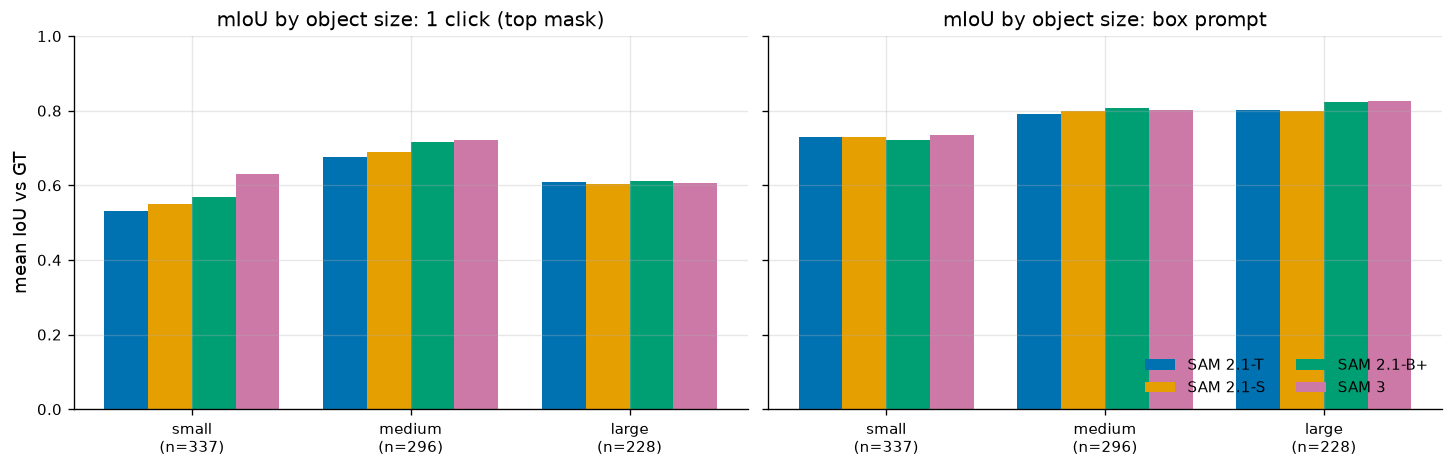 mIoU by object size: 1 click (top mask)
mean IoU vs GT
1.0
0.8
0.6
0.4
0.2
0.0
small
(n=337)
medium
(n=296)
large
(n=228)
mIoU by object size: box prompt
SAM 2.1-T
SAM 2.1-S
SAM 2.1-B+
SAM 3
small
(n=337)
medium
(n=296)
large
(n=228)